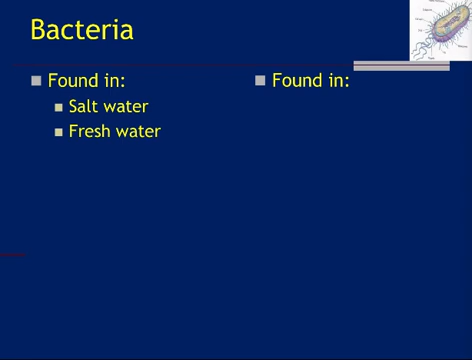 Bacteria
Found in:
Salt water
Fresh water
Found in: